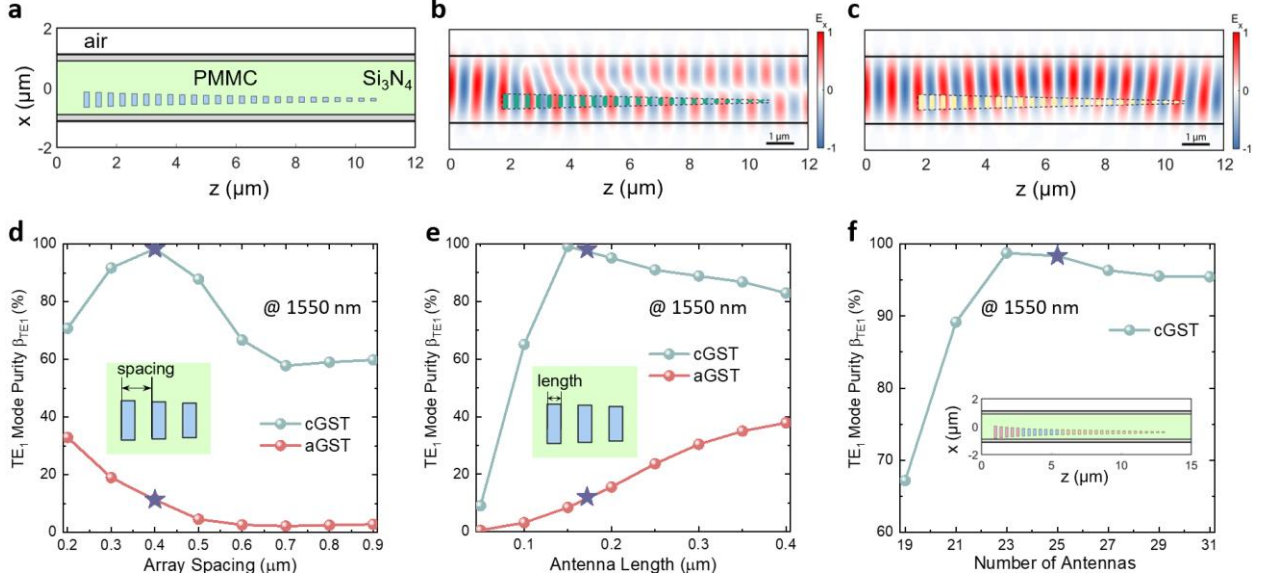 a
2
air
PMMC
Si₃N₄
0
-2
x (μm)
0 2 4 6 8 10 12
z (μm)
b
Eₓ
1
-1
1 μm
0 2 4 6 8 10 12
z (μm)
c
Eₓ
1
-1
1 μm
0 2 4 6 8 10 12
z (μm)
d
TE₁ Mode Purity βTE1 (%)
100
80
60
40
20
0
@ 1550 nm
spacing
cGST
aGST
0.2 0.3 0.4 0.5 0.6 0.7 0.8 0.9
Array Spacing (μm)
e
TE₁ Mode Purity βTE1 (%)
100
80
60
40
20
0
@ 1550 nm
length
cGST
aGST
0.1 0.2 0.3 0.4
Antenna Length (μm)
f
TE₁ Mode Purity βTE1 (%)
100
90
80
70
60
@ 1550 nm
cGST
x (μm)
2
0
-2
0 5 10 15
z (μm)
19 21 23 25 27 29 31
Number of Antennas